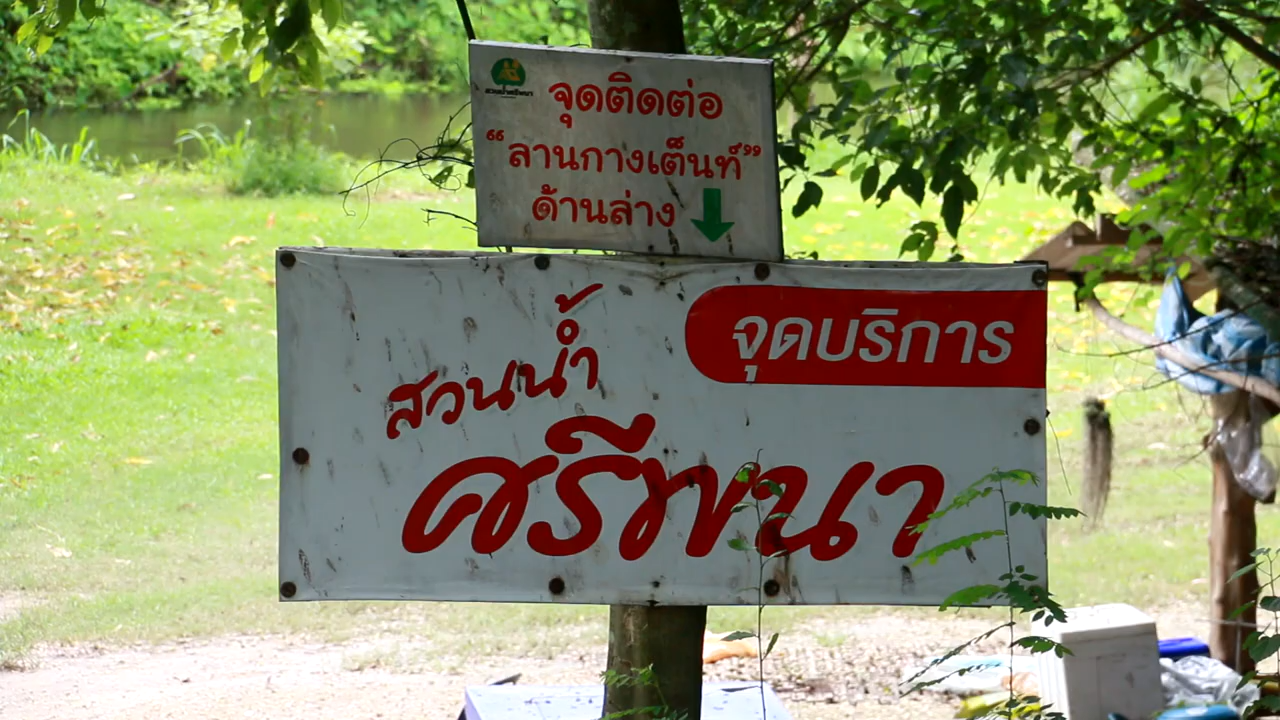 จุดติดต่อ
“ลานกางเต็นท์”
ด้านล่าง
จุดบริการ
สวนน้ำ
ศรีพนา